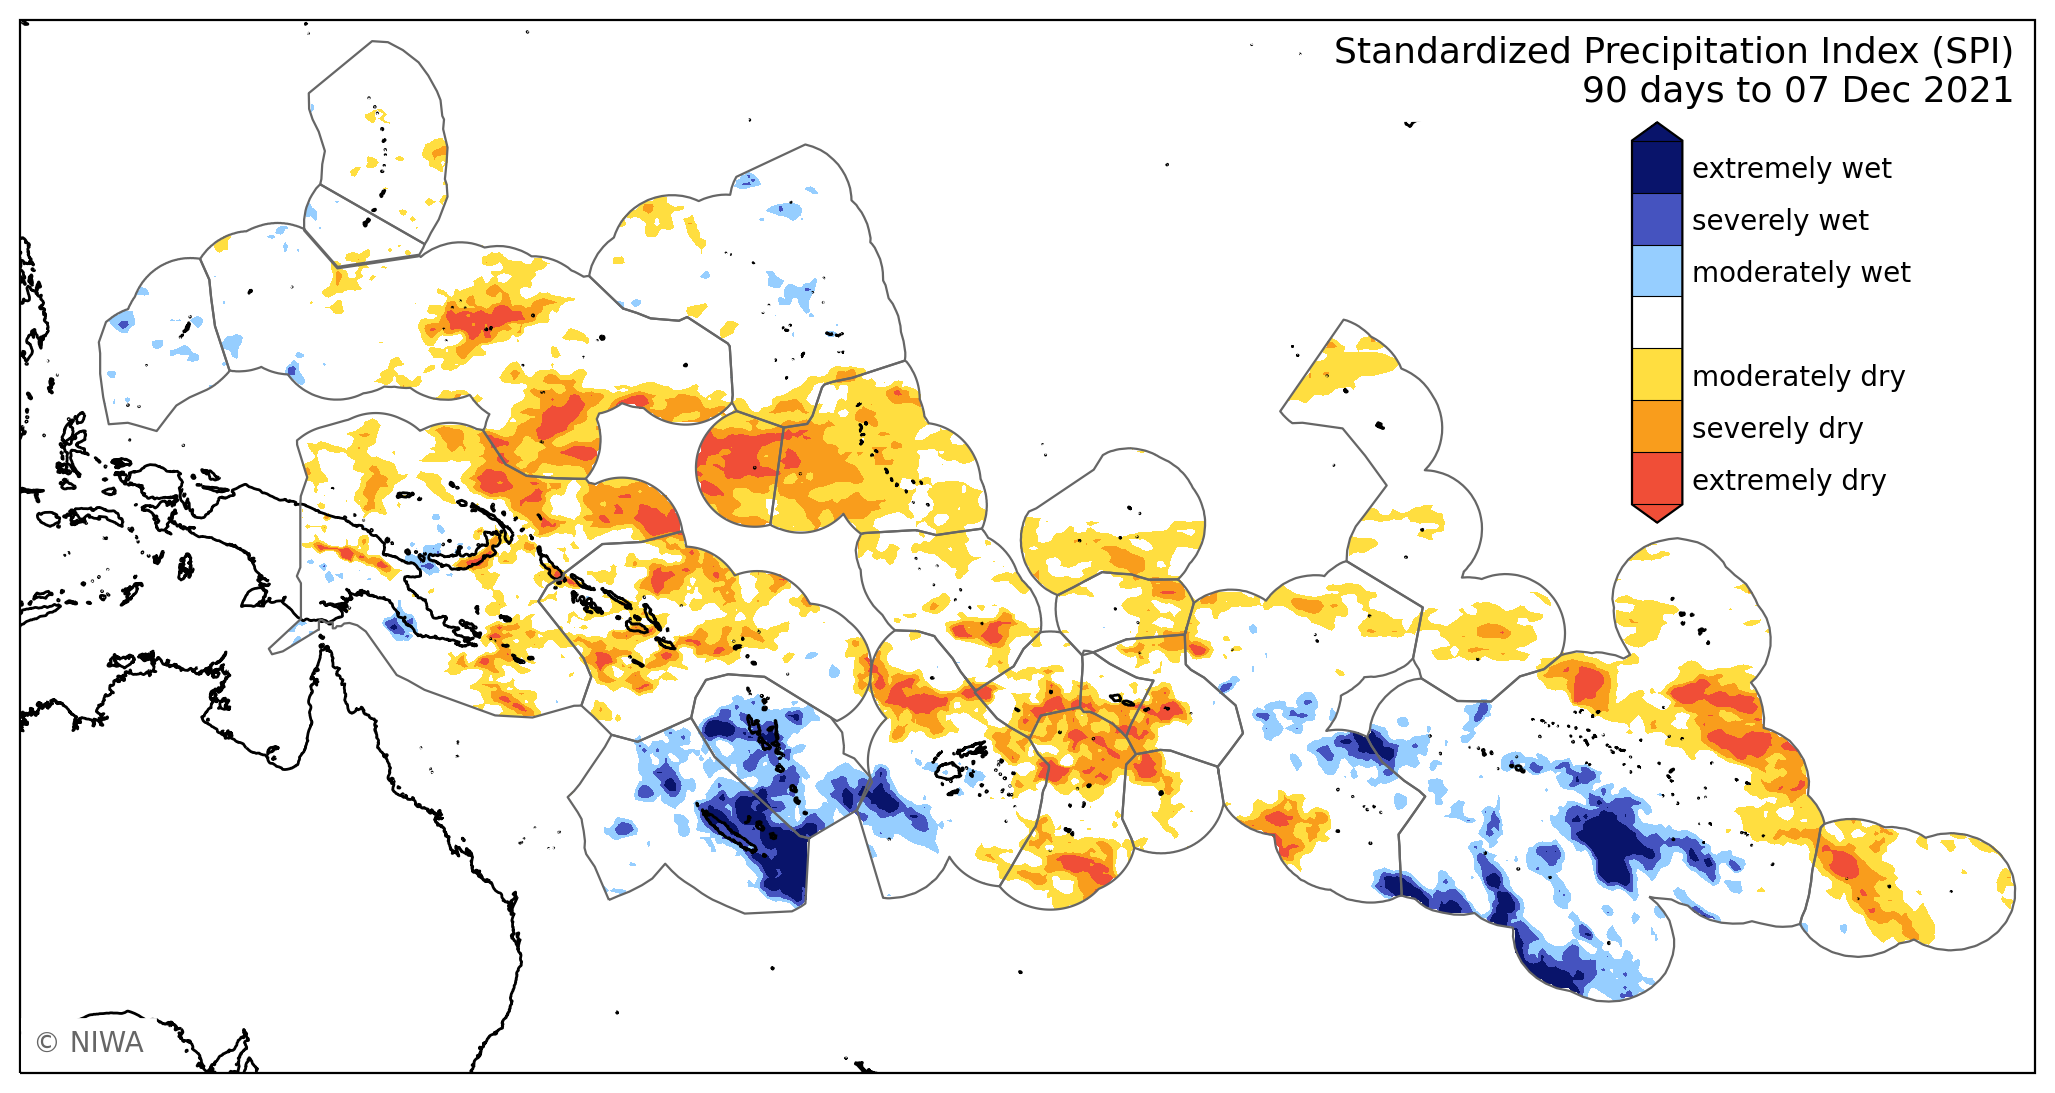 Standardized Precipitation Index (SPI)
90 days to 07 Dec 2021
extremely wet
severely wet
moderately wet
moderately dry
severely dry
extremely dry
© NIWA